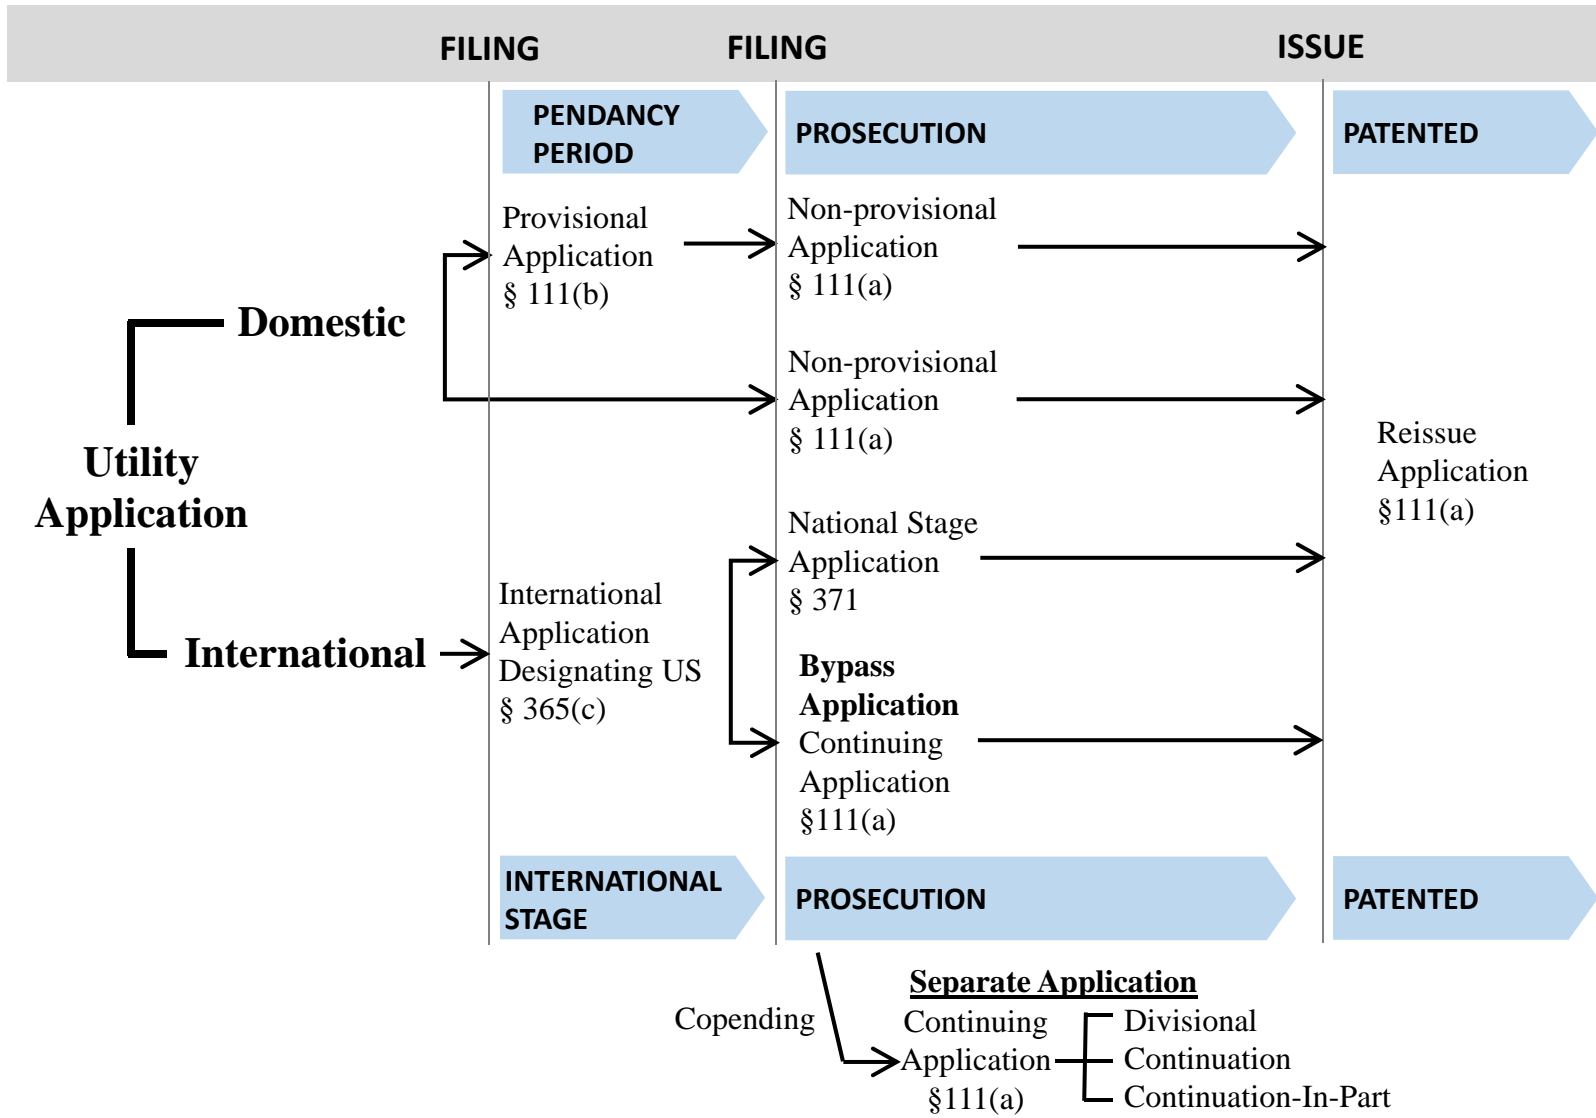 FILING
FILING
ISSUE
PENDANCY
PERIOD
PROSECUTION
PATENTED
Provisional
Application
§ 111(b)
Non-provisional
Application
§ 111(a)
Domestic
Non-provisional
Application
§ 111(a)
Utility
Application
Reissue
Application
§111(a)
National Stage
Application
§ 371
International
International
Application
Designating US
§ 365(c)
Bypass
Application
Continuing
Application
§111(a)
INTERNATIONAL
STAGE
PROSECUTION
PATENTED
Copending
Separate Application
Continuing
Application
§111(a)
Divisional
Continuation
Continuation-In-Part